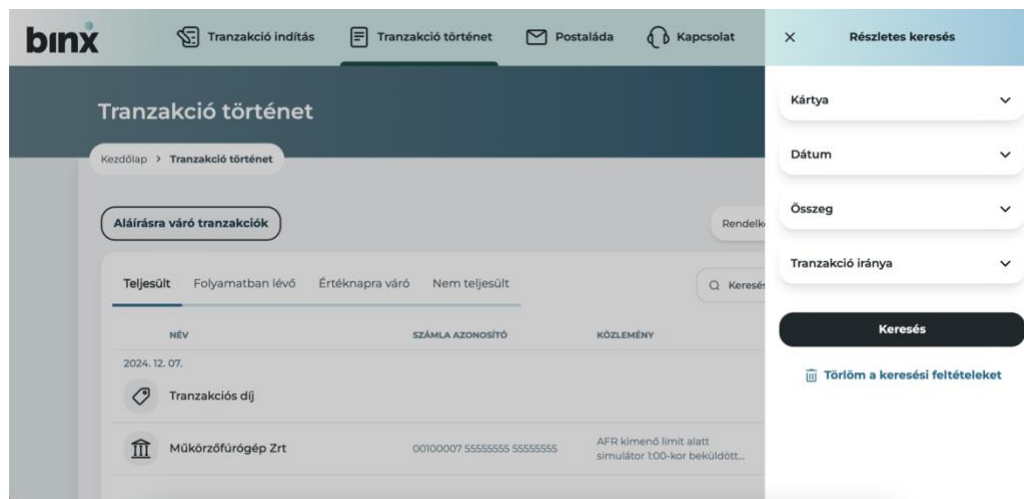 binx
Tranzakció indítás
Tranzakció történet
Postaláda
Kapcsolat
Részletes keresés
Tranzakció történet
Kezdőlap > Tranzakció történet
Aláírásra váró tranzakciók
Teljesült
Folyamatban lévő
Értéknapra váró
Nem teljesült
Keresés
NÉV
SZÁMLA AZONOSÍTÓ
KÖZLEMÉNY
2024. 12. 07.
Tranzakciós díj
Műkörzőfúrógép Zrt
00100007 55555555 55555555
AFR kimenő limit alatt
simulátor 1:00-kor beküldött...
Kártya
Dátum
Összeg
Tranzakció iránya
Keresés
Törlöm a keresési feltételeket